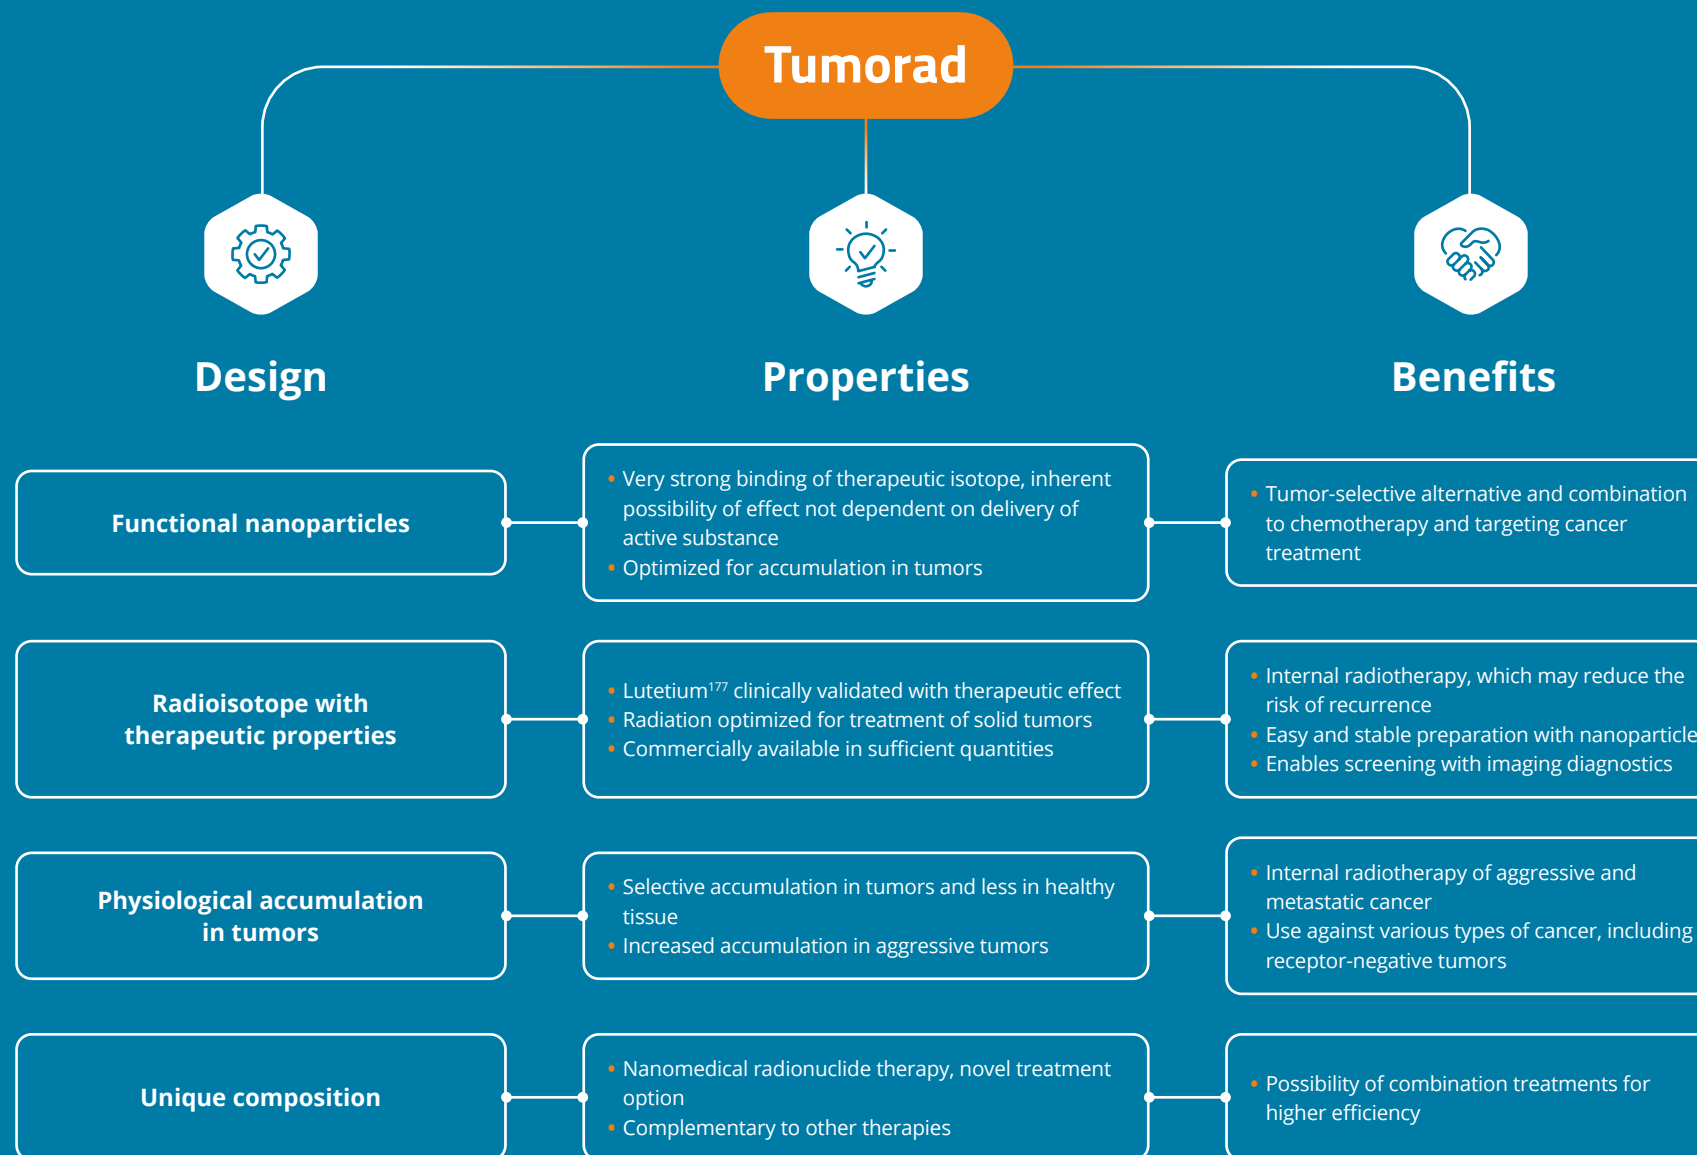 Tumorad
Design
Properties
Benefits
Functional nanoparticles
• Very strong binding of therapeutic isotope, inherent
possibility of effect not dependent on delivery of
active substance
• Optimized for accumulation in tumors
• Tumor-selective alternative and combination
to chemotherapy and targeting cancer
treatment
Radioisotope with
therapeutic properties
• Lutetium¹⁷⁷ clinically validated with therapeutic effect
• Radiation optimized for treatment of solid tumors
• Commercially available in sufficient quantities
• Internal radiotherapy, which may reduce the
risk of recurrence
• Easy and stable preparation with nanoparticle
• Enables screening with imaging diagnostics
Physiological accumulation
in tumors
• Selective accumulation in tumors and less in healthy
tissue
• Increased accumulation in aggressive tumors
• Internal radiotherapy of aggressive and
metastatic cancer
• Use against various types of cancer, including
receptor-negative tumors
Unique composition
• Nanomedical radionuclide therapy, novel treatment
option
• Complementary to other therapies
• Possibility of combination treatments for
higher efficiency